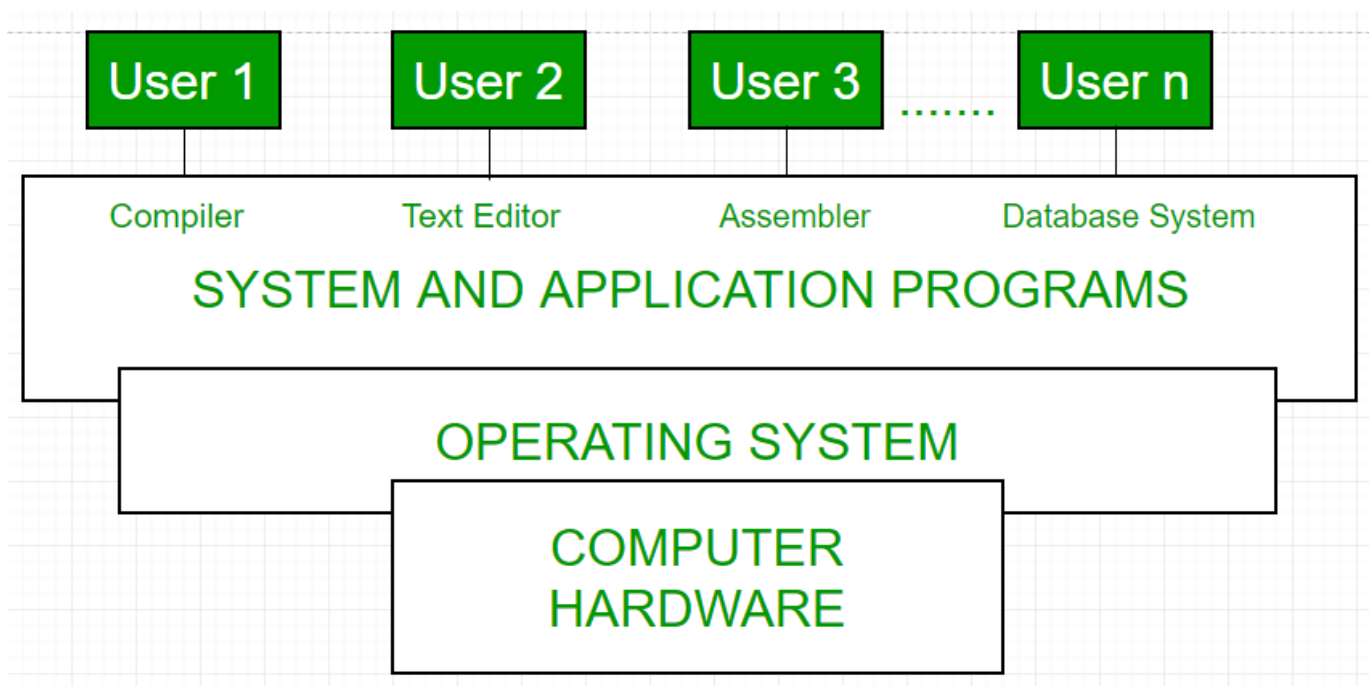 User 1 User 2 User 3 ....... User n
Compiler Text Editor Assembler Database System
SYSTEM AND APPLICATION PROGRAMS
OPERATING SYSTEM
COMPUTER
HARDWARE